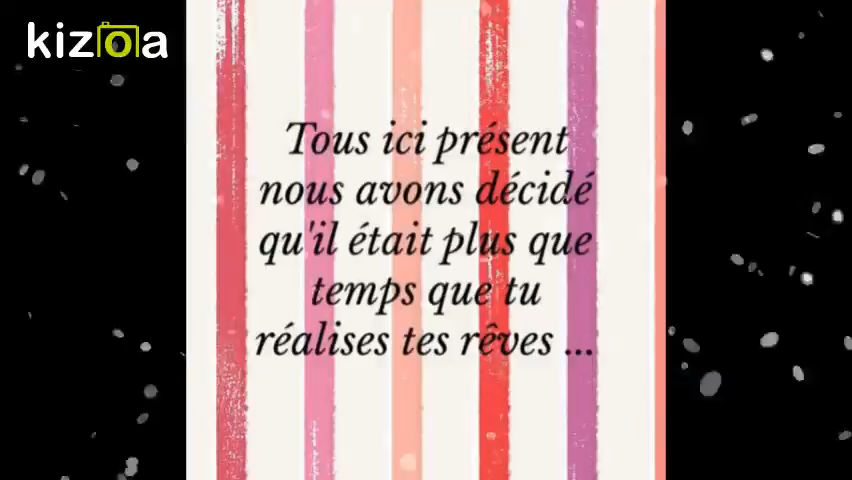 kizoa
Tous ici présent
nous avons décidé
qu'il était plus que
temps que tu
réalises tes rêves ...